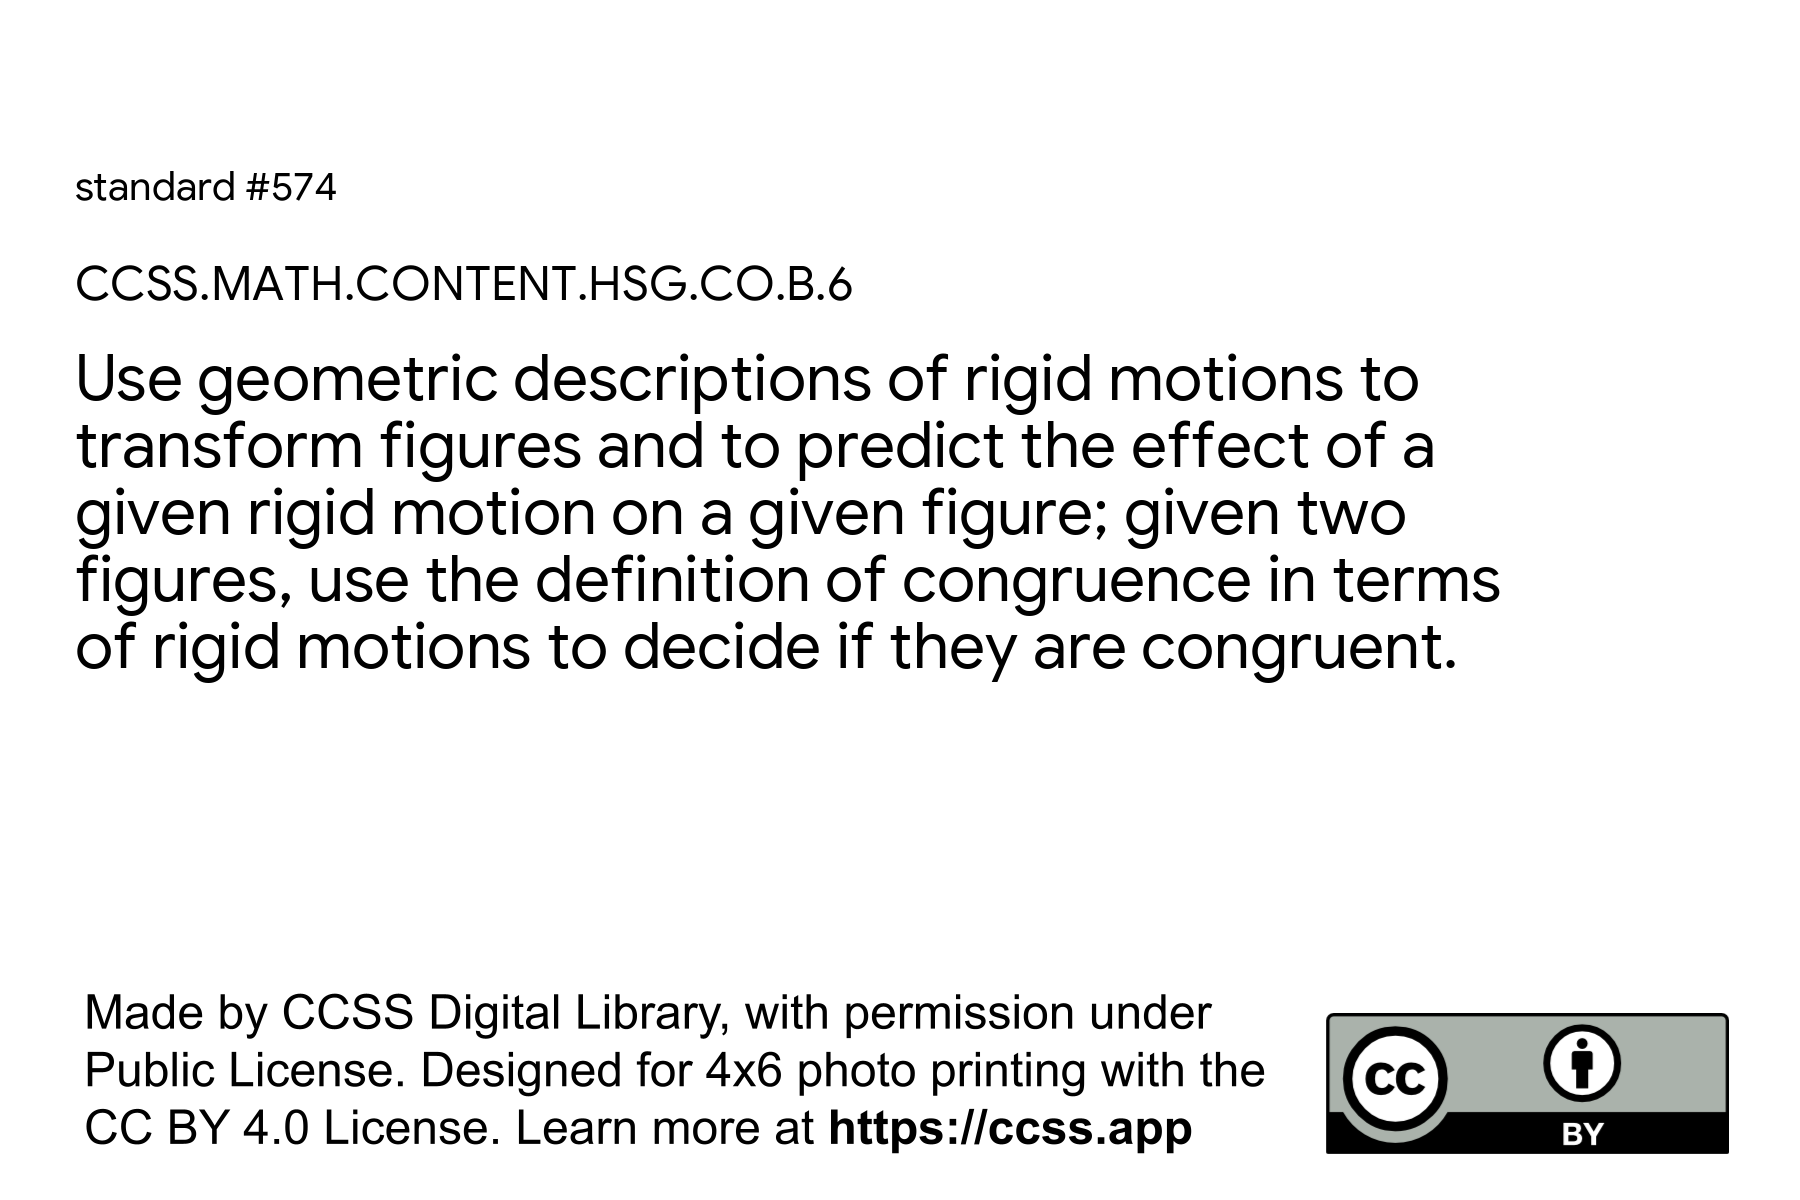 standard #574
CCSS.MATH.CONTENT.HSG.CO.B.6
Use geometric descriptions of rigid motions to
transform figures and to predict the effect of a
given rigid motion on a given figure; given two
figures, use the definition of congruence in terms
of rigid motions to decide if they are congruent.
Made by CCSS Digital Library, with permission under
Public License. Designed for 4x6 photo printing with the
CC BY 4.0 License. Learn more at https://ccss.app
CC
BY